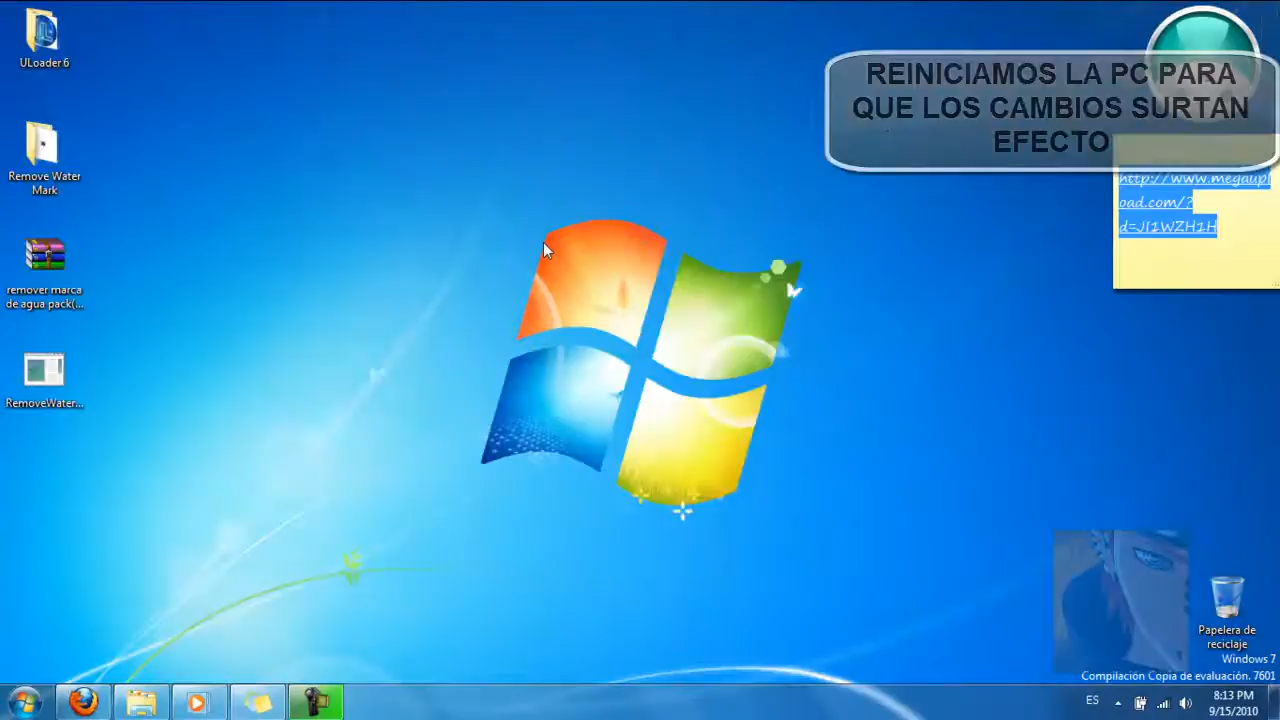 ULoader 6
Remove Water
Mark
remover marca
de agua pack(...
RemoveWater...
REINICIAMOS LA PC PARA
QUE LOS CAMBIOS SURTAN
EFECTO
http://www.megaupl
oad.com/?
d=JI1WZH1H
Papelera de
reciclaje
Windows 7
Compilación Copia de evaluación. 7601
ES
8:13 PM
9/15/2010